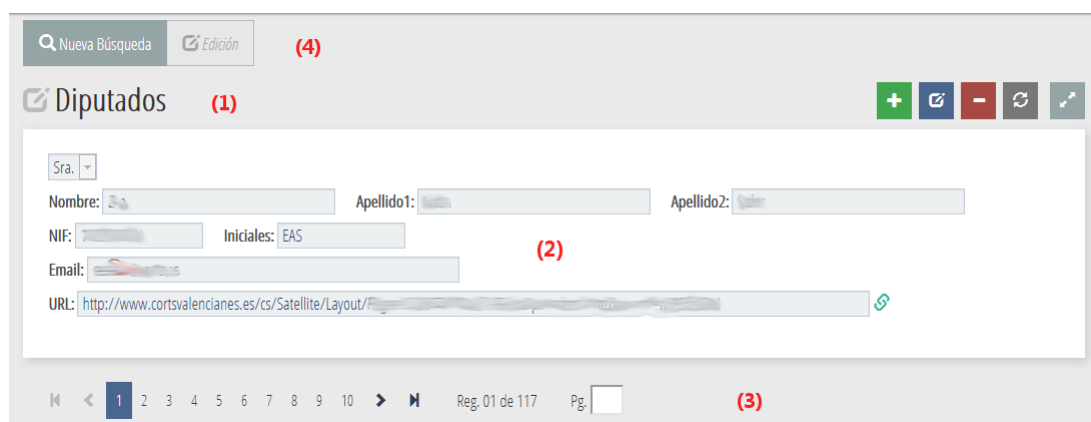 Nueva Búsqueda Edición (4)
Diputados (1)
Sra.
Nombre: Apellido1: Apellido2:
NIF: Iniciales: EAS
(2)
Email:
URL: http://www.cortsvalencianes.es/cs/Satellite/Layout/
1 2 3 4 5 6 7 8 9 10 Reg. 01 de 117 Pg. (3)